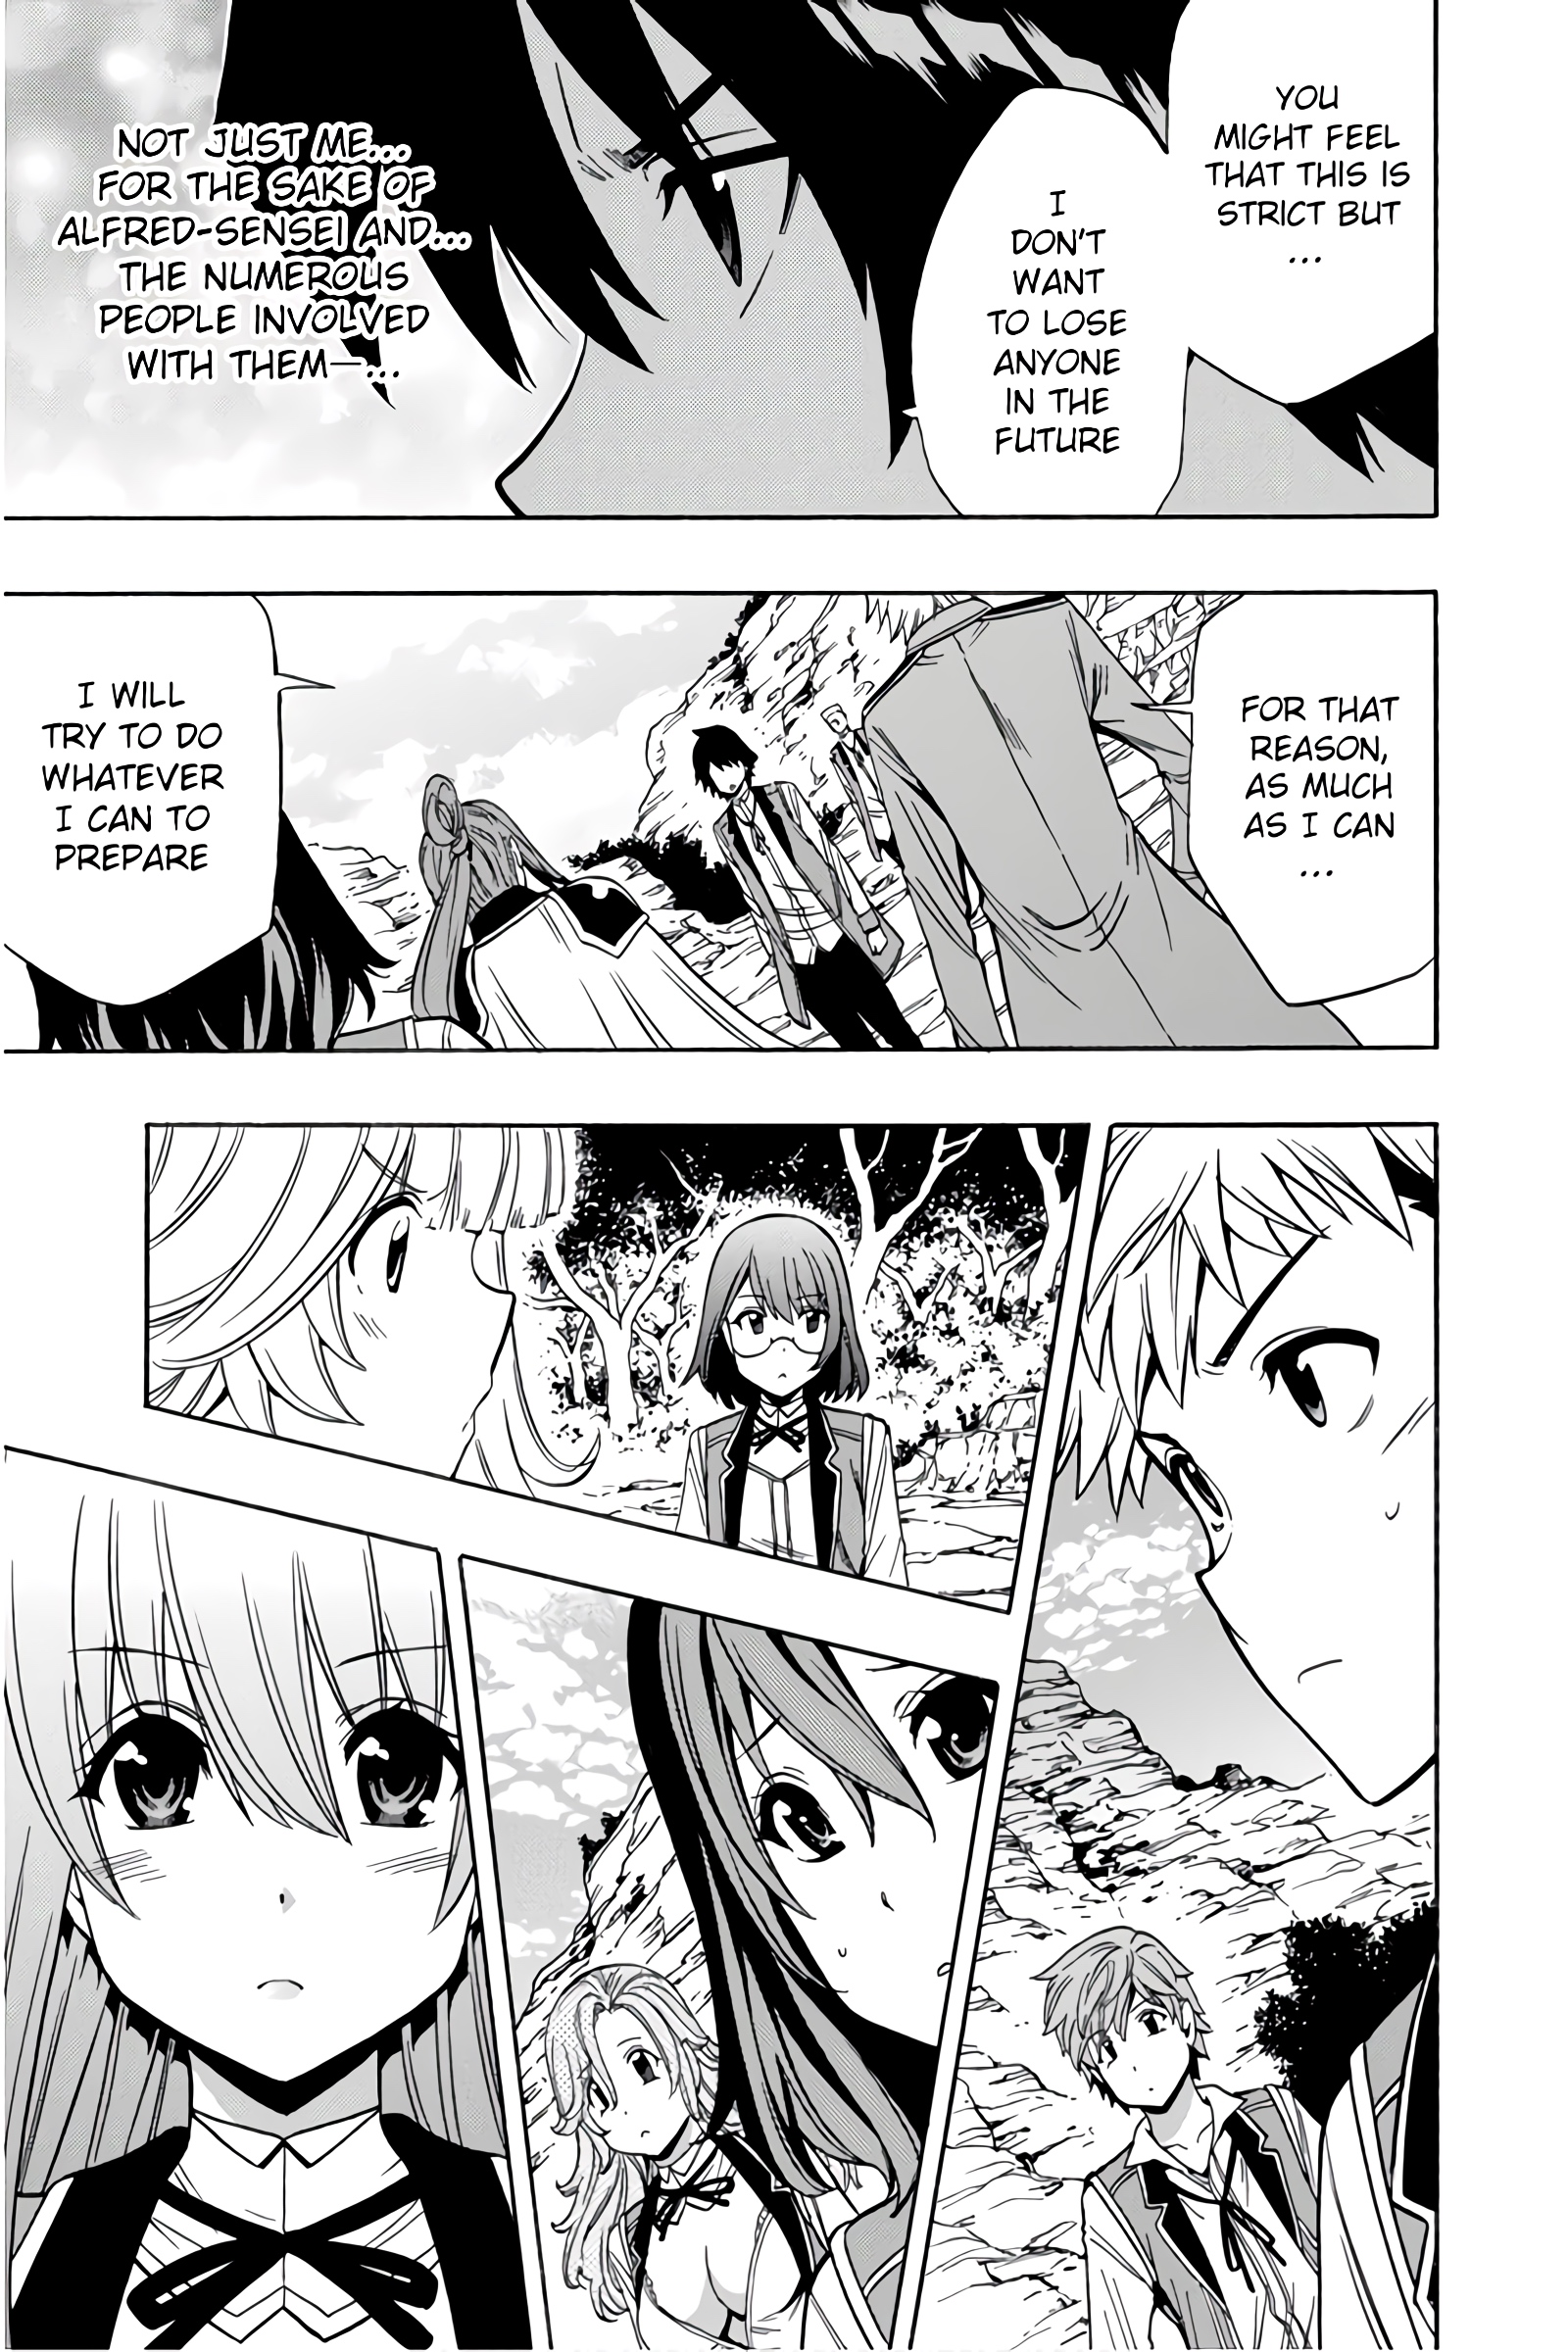 YOU
MIGHT FEEL
THAT THIS IS
STRICT BUT
...
I
DON'T
WANT
TO LOSE
ANYONE
IN THE
FUTURE
NOT JUST ME...
FOR THE SAKE OF
ALFRED-SENSEI AND...
THE NUMEROUS
PEOPLE INVOLVED
WITH THEM—...
FOR THAT
REASON,
AS MUCH
AS I CAN
...
I WILL
TRY TO DO
WHATEVER
I CAN TO
PREPARE